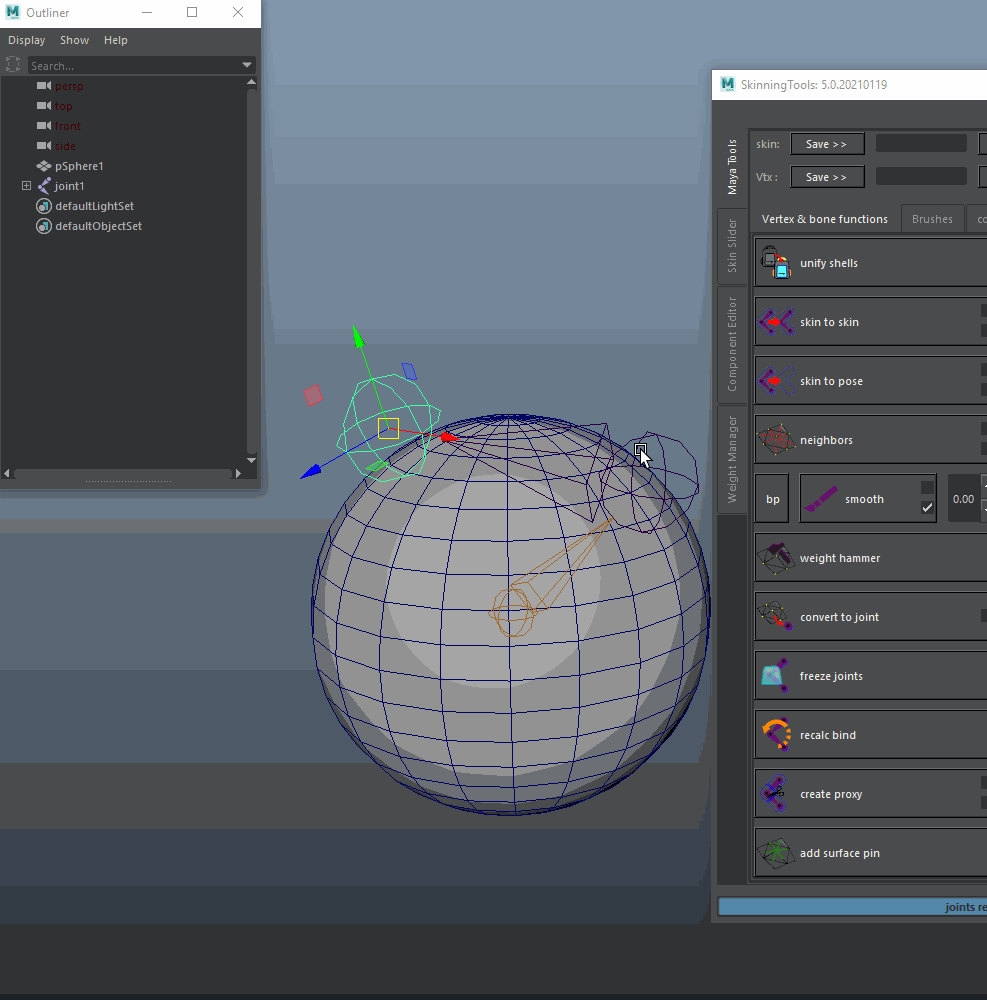 Outliner
Display Show Help
Search...
persp
top
front
side
pSphere1
joint1
defaultLightSet
defaultObjectSet
SkinningTools: 5.0.20210119
Maya Tools
Skin Slider
Component Editor
Weight Manager
skin: Save >>
Vtx : Save >>
Vertex & bone functions Brushes co
unify shells
skin to skin
skin to pose
neighbors
bp smooth 0.00
weight hammer
convert to joint
freeze joints
recalc bind
create proxy
add surface pin
joints re